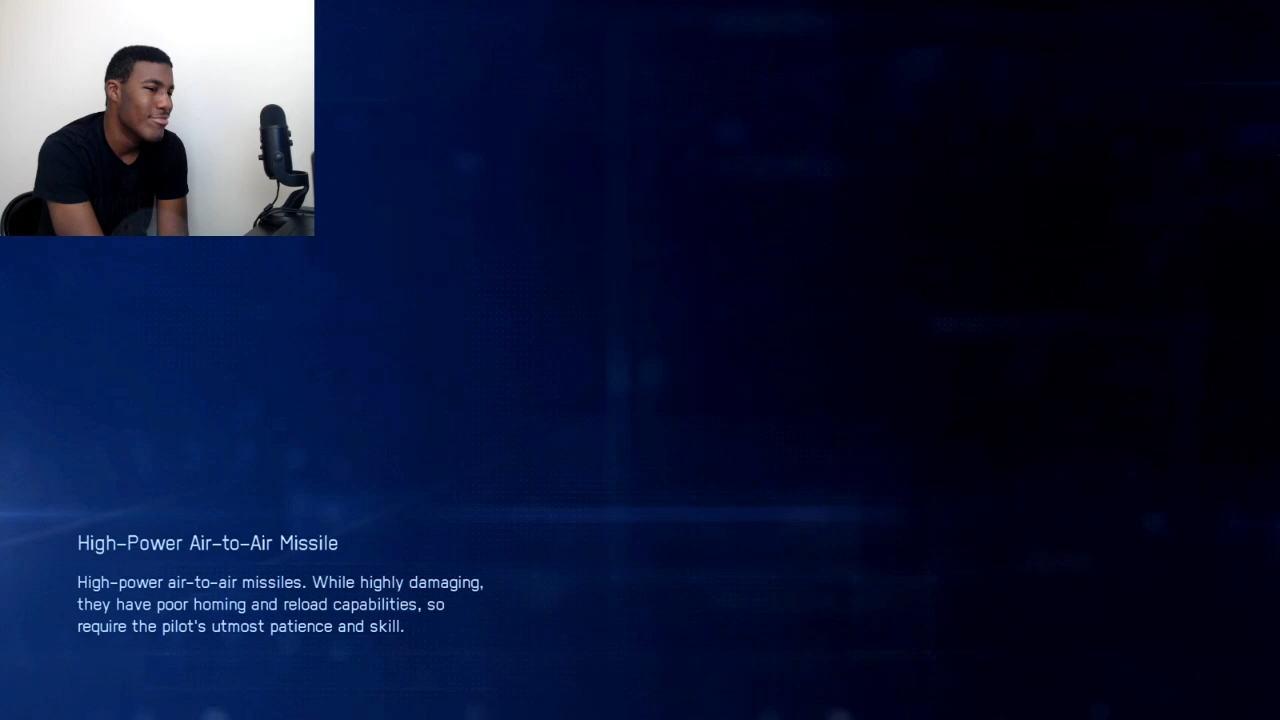 High-Power Air-to-Air Missile
High-power air-to-air missiles. While highly damaging,
they have poor homing and reload capabilities, so
require the pilot's utmost patience and skill.